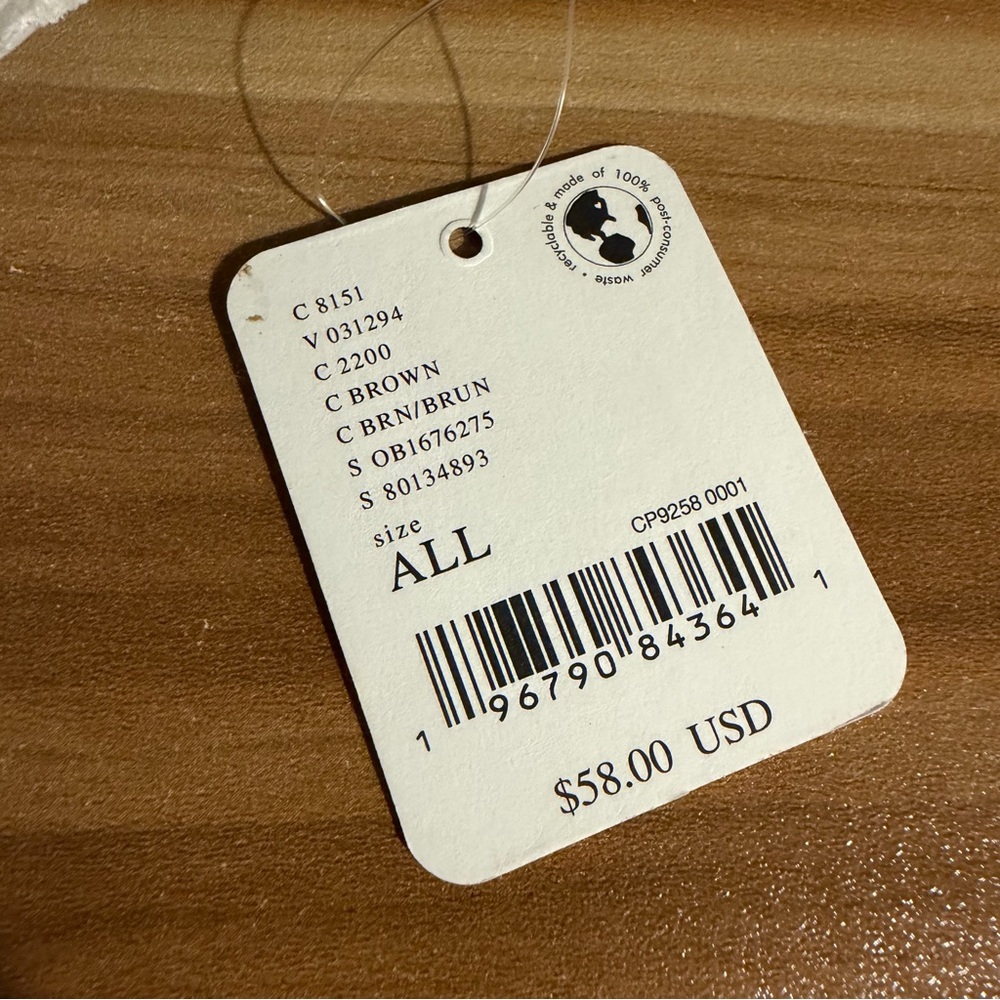 recyclable & made of 100% post-consumer waste •
C 8151
V 031294
C 2200
C BROWN
C BRN/BRUN
S OB1676275
S 80134893
size
ALL
CP9258 0001
1 96790 84364 1
$58.00 USD